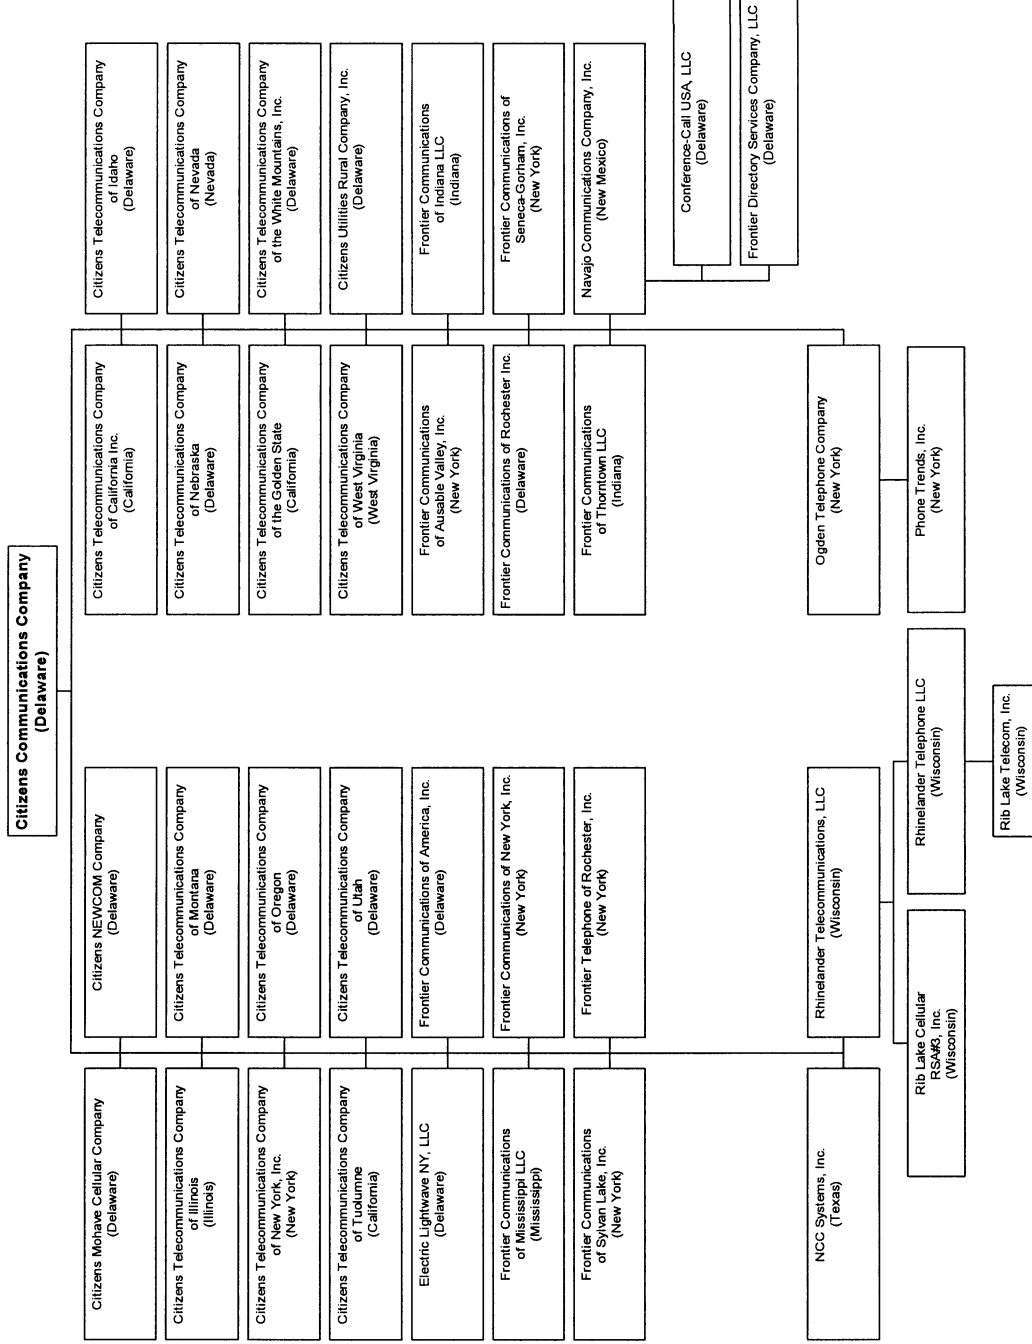 Citizens Communications Company
(Delaware)
Citizens Mohave Cellular Company
(Delaware)
Citizens NEWCOM Company
(Delaware)
Citizens Telecommunications Company
of California Inc.
(California)
Citizens Telecommunications Company
of Idaho
(Delaware)
Citizens Telecommunications Company
of Illinois
(Illinois)
Citizens Telecommunications Company
of Montana
(Delaware)
Citizens Telecommunications Company
of Nebraska
(Delaware)
Citizens Telecommunications Company
of Nevada
(Nevada)
Citizens Telecommunications Company
of New York, Inc.
(New York)
Citizens Telecommunications Company
of Oregon
(Delaware)
Citizens Telecommunications Company
of the Golden State
(California)
Citizens Telecommunications Company
of the White Mountains, Inc.
(Delaware)
Citizens Telecommunications Company
of Tuolumne
(California)
Citizens Telecommunications Company
of Utah
(Delaware)
Citizens Telecommunications Company
of West Virginia
(West Virginia)
Citizens Utilities Rural Company, Inc.
(Delaware)
Electric Lightwave NY, LLC
(Delaware)
Frontier Communications of America, Inc.
(Delaware)
Frontier Communications
of Ausable Valley, Inc.
(New York)
Frontier Communications
of Indiana LLC
(Indiana)
Frontier Communications
of Mississippi LLC
(Mississippi)
Frontier Communications of New York, Inc.
(New York)
Frontier Communications of Rochester Inc.
(Delaware)
Frontier Communications of
Seneca-Gorham, Inc.
(New York)
Frontier Communications
of Sylvan Lake, Inc.
(New York)
Frontier Telephone of Rochester, Inc.
(New York)
Frontier Communications
of Thorntown LLC
(Indiana)
Navajo Communications Company, Inc.
(New Mexico)
Conference-Call USA, LLC
(Delaware)
Frontier Directory Services Company, LLC
(Delaware)
NCC Systems, Inc.
(Texas)
Rhinelander Telecommunications, LLC
(Wisconsin)
Ogden Telephone Company
(New York)
Rib Lake Cellular
RSA#3, Inc.
(Wisconsin)
Rhinelander Telephone LLC
(Wisconsin)
Phone Trends, Inc.
(New York)
Rib Lake Telecom, Inc.
(Wisconsin)